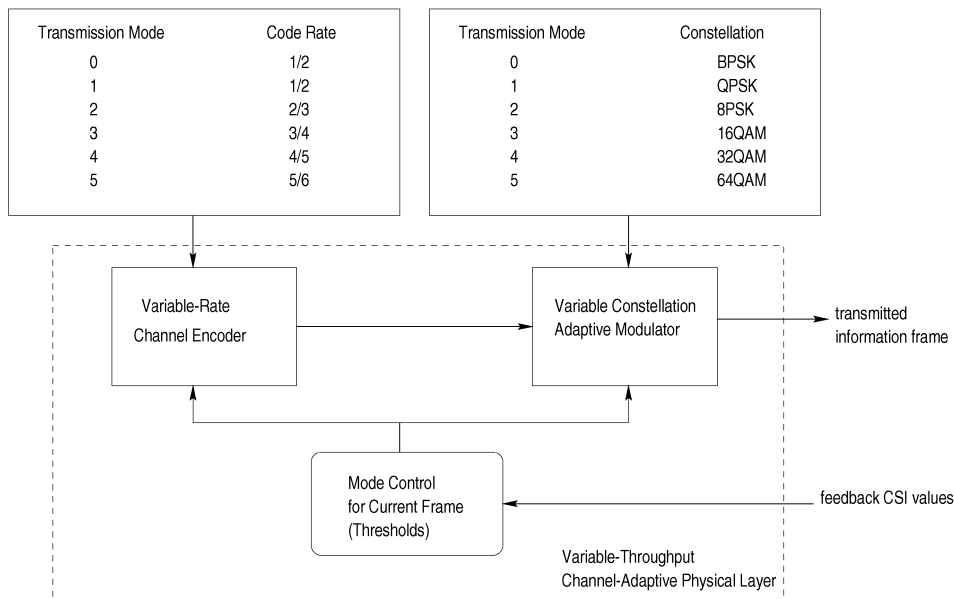 Transmission Mode Code Rate
0 1/2
1 1/2
2 2/3
3 3/4
4 4/5
5 5/6
Transmission Mode Constellation
0 BPSK
1 QPSK
2 8PSK
3 16QAM
4 32QAM
5 64QAM
Variable-Rate
Channel Encoder
Variable Constellation
Adaptive Modulator
transmitted
information frame
Mode Control
for Current Frame
(Thresholds)
feedback CSI values
Variable-Throughput
Channel-Adaptive Physical Layer